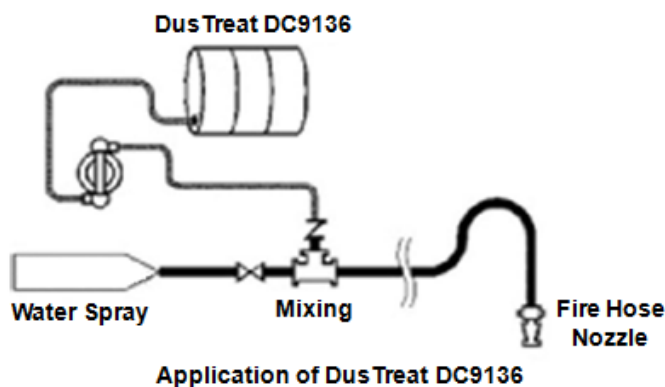 DusTreat DC9136
Water Spray
Mixing
Fire Hose
Nozzle
Application of DusTreat DC9136